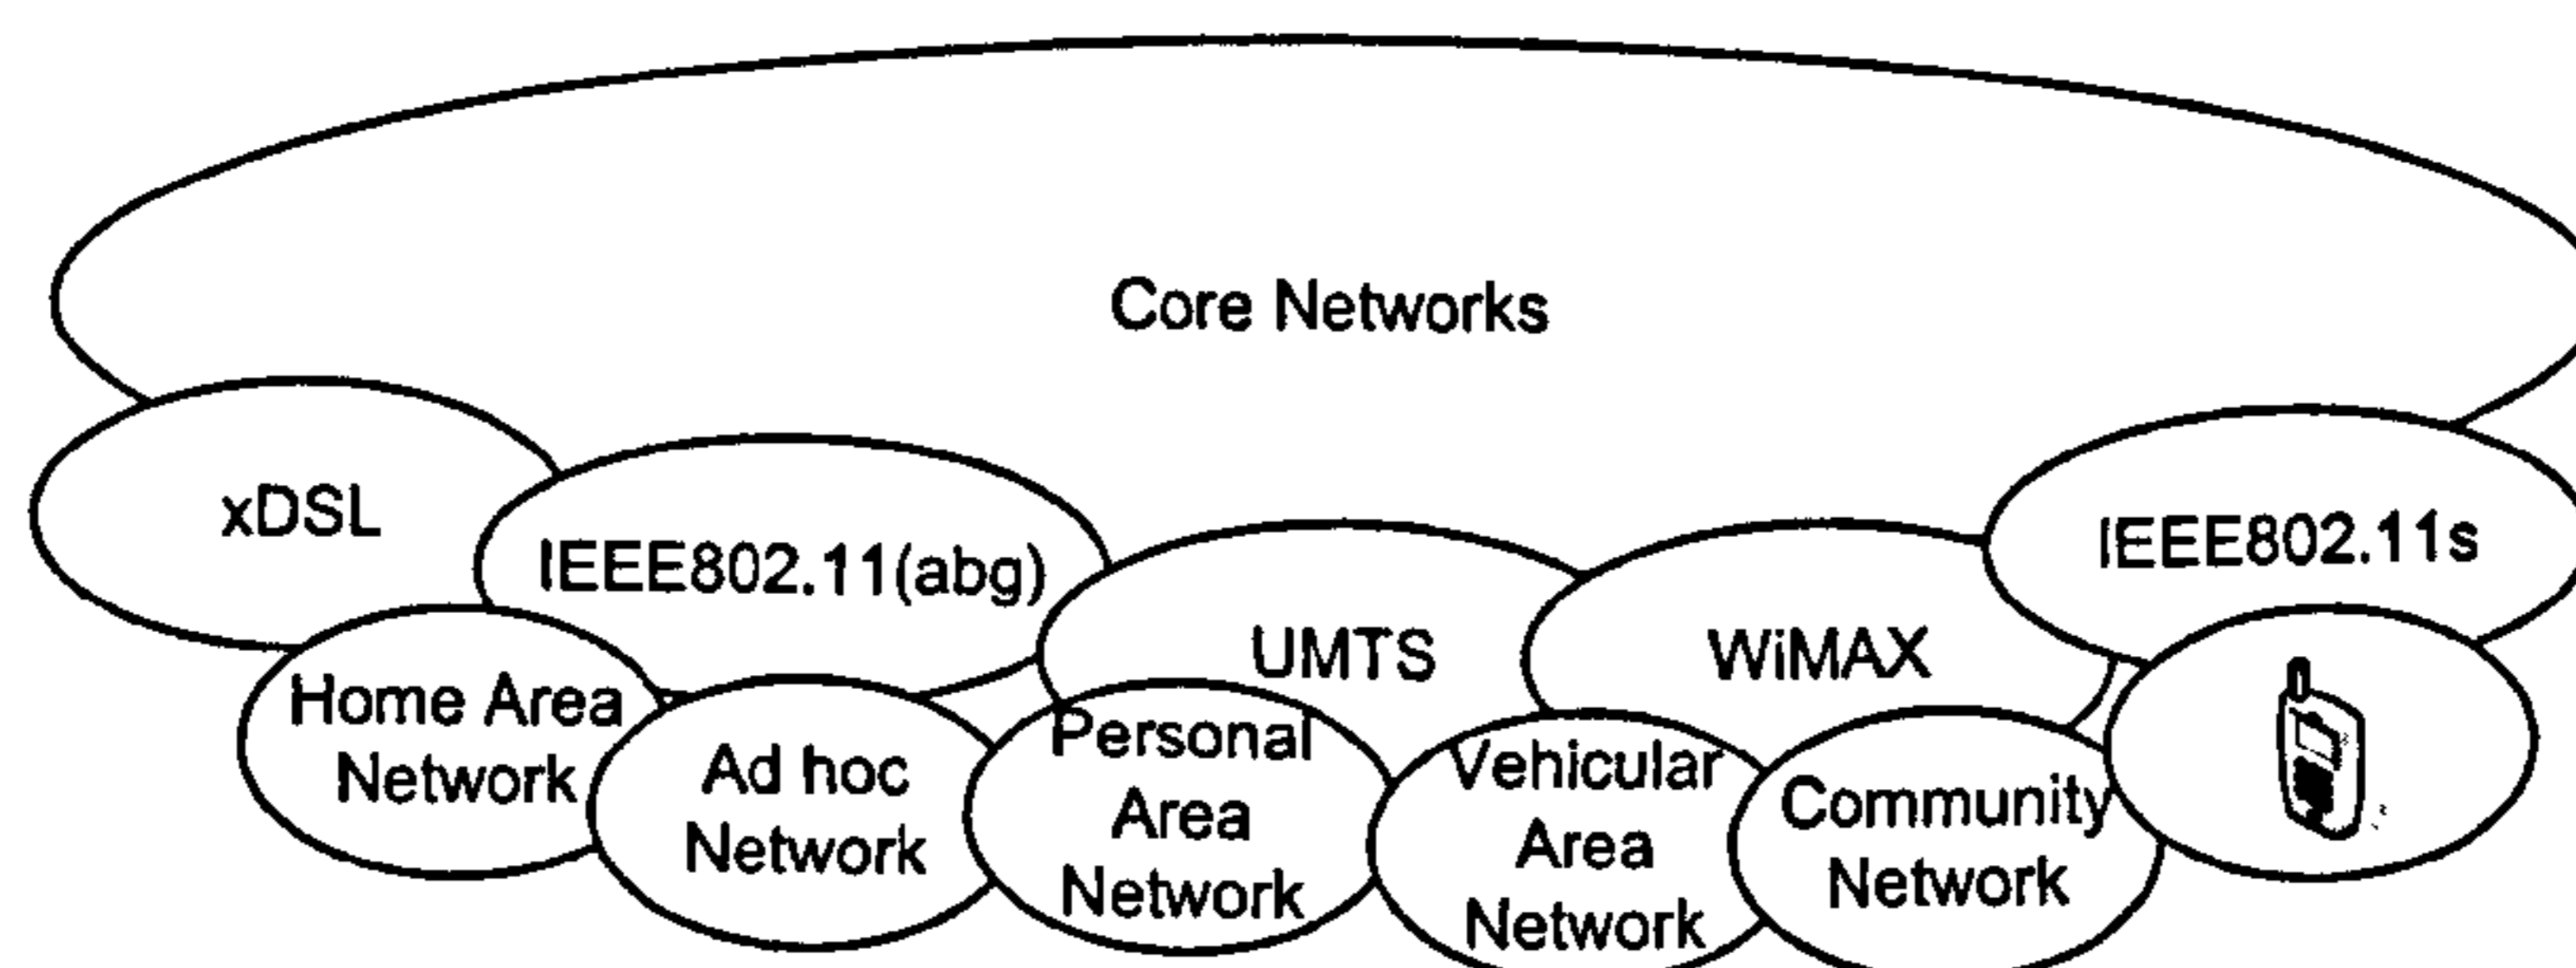 Core Networks
xDSL
IEEE802.11(abg)
UMTS
WiMAX
IEEE802.11s
Home Area
Network
Ad hoc
Network
Personal
Area
Network
Vehicular
Area
Network
Community
Network